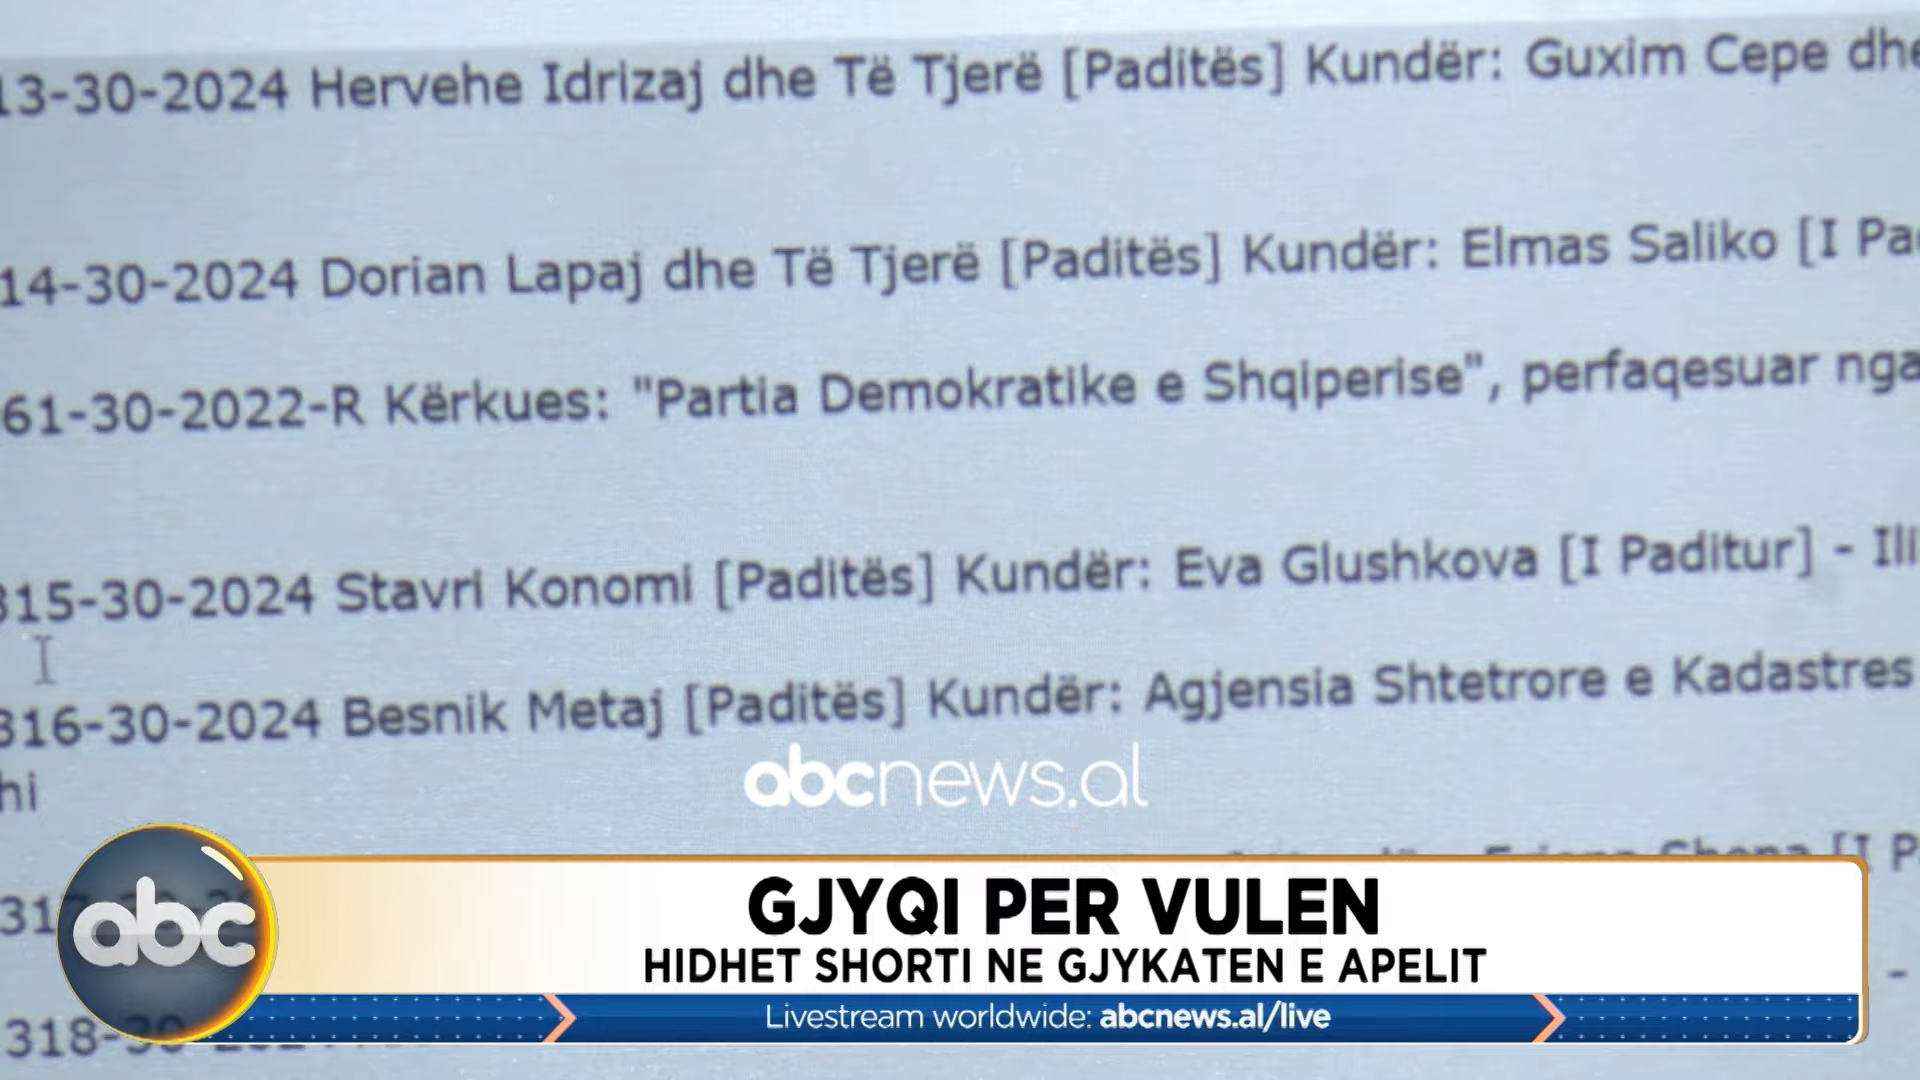 13-30-2024 Hervehe Idrizaj dhe Të Tjerë [Paditës] Kundër: Guxim Cepe dhe
14-30-2024 Dorian Lapaj dhe Të Tjerë [Paditës] Kundër: Elmas Saliko [I Pa
61-30-2022-R Kërkues: "Partia Demokratike e Shqiperise", perfaqesuar nga
315-30-2024 Stavri Konomi [Paditës] Kundër: Eva Glushkova [I Paditur] - Ili
316-30-2024 Besnik Metaj [Paditës] Kundër: Agjensia Shtetrore e Kadastres
hi
abcnews.al
[I P
abc
GJYQI PER VULEN
HIDHET SHORTI NE GJYKATEN E APELIT
Livestream worldwide: abcnews.al/live